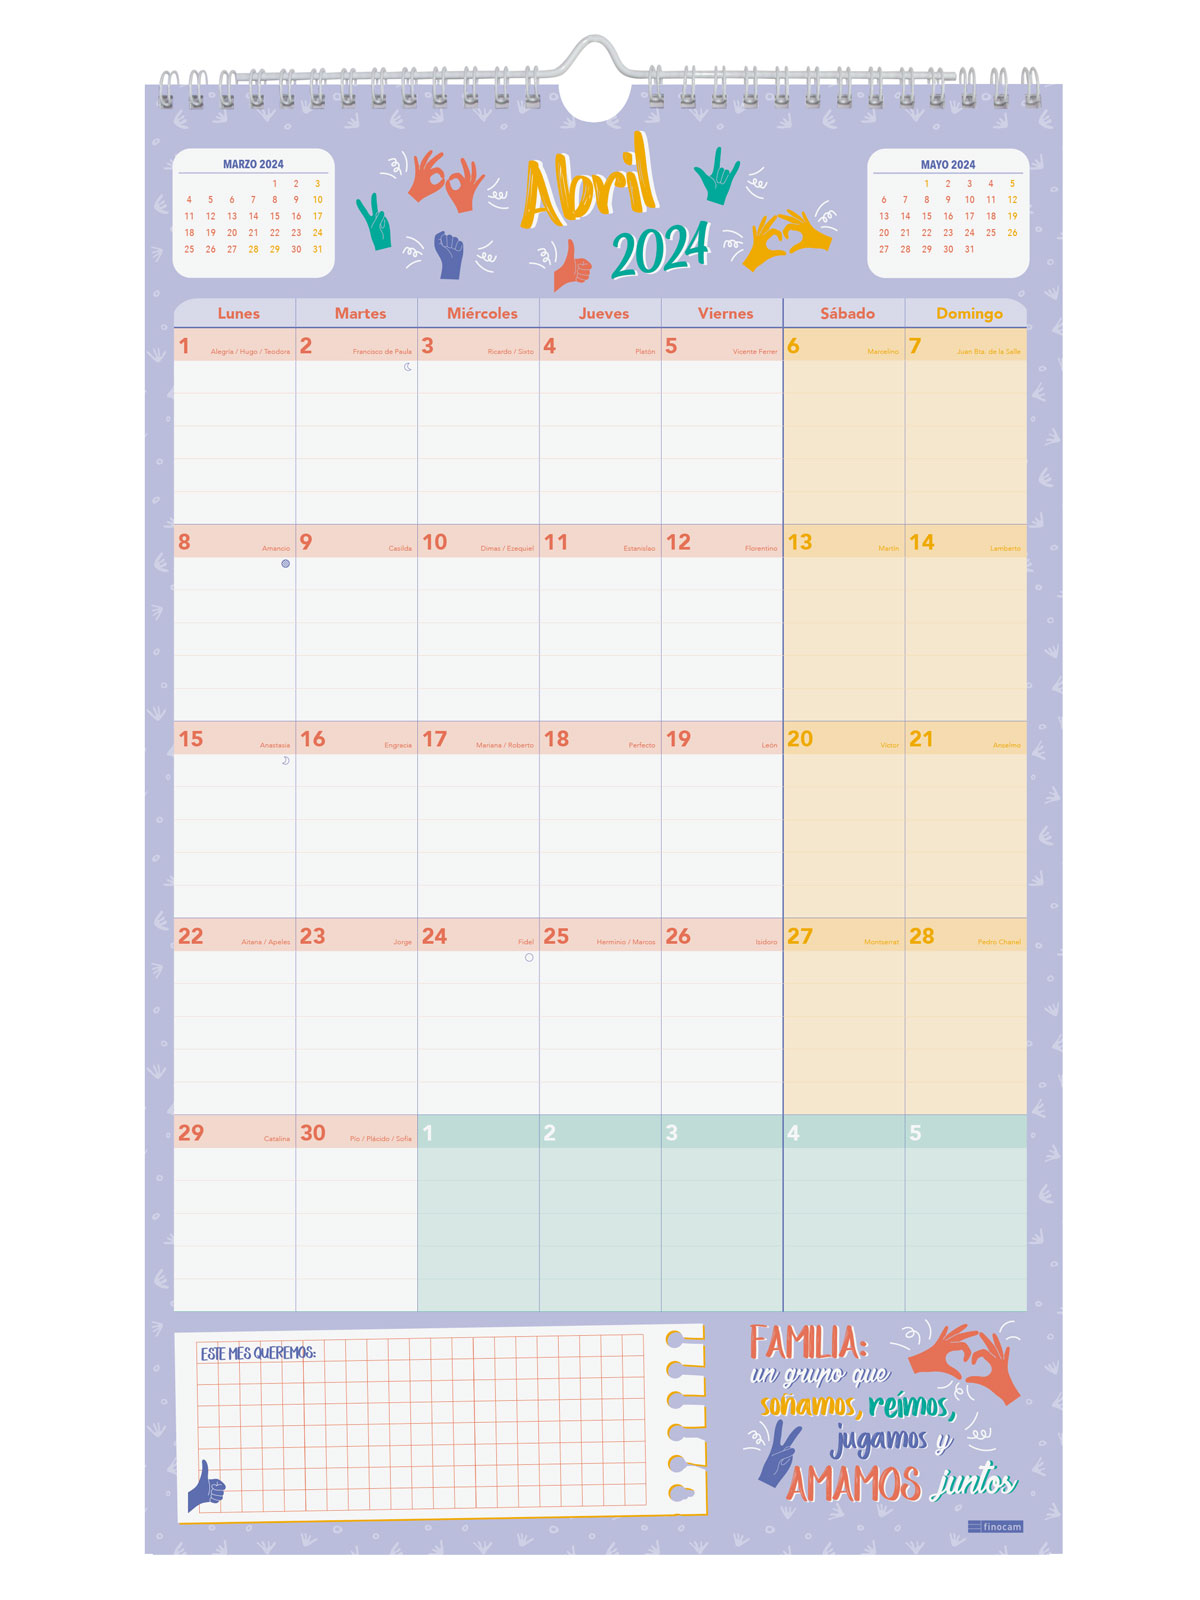 Abril
2024
MARZO 2024
1 2 3
4 5 6 7 8 9 10
11 12 13 14 15 16 17
18 19 20 21 22 23 24
25 26 27 28 29 30 31
MAYO 2024
1 2 3 4 5
6 7 8 9 10 11 12
13 14 15 16 17 18 19
20 21 22 23 24 25 26
27 28 29 30 31
Lunes Martes Miércoles Jueves Viernes Sábado Domingo
1 Alegría / Hugo / Teodora 2 Francisco de Paula 3 Ricardo / Sixto 4 Platón 5 Vicente Ferrer 6 Marcelino 7 Juan Bta. de la Salle
8 Amancio 9 Casilda 10 Dimas / Ezequiel 11 Estanislao 12 Florentino 13 Martín 14 Lamberto
15 Anastasia 16 Engracia 17 Mariana / Roberto 18 Perfecto 19 León 20 Víctor 21 Anselmo
22 Aitana / Apeles 23 Jorge 24 Fidel 25 Herminio / Marcos 26 Isidoro 27 Montserrat 28 Pedro Chanel
29 Catalina 30 Pío / Plácido / Sofía 1 2 3 4 5
ESTE MES QUEREMOS:
FAMILIA:
un grupo que
soñamos, reímos,
jugamos y
AMAMOS juntos
finocam